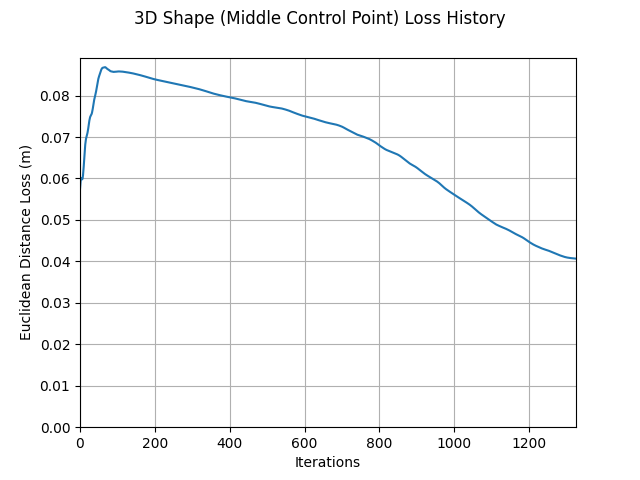 3D Shape (Middle Control Point) Loss History
Euclidean Distance Loss (m)
0.08
0.07
0.06
0.05
0.04
0.03
0.02
0.01
0.00
0 200 400 600 800 1000 1200
Iterations